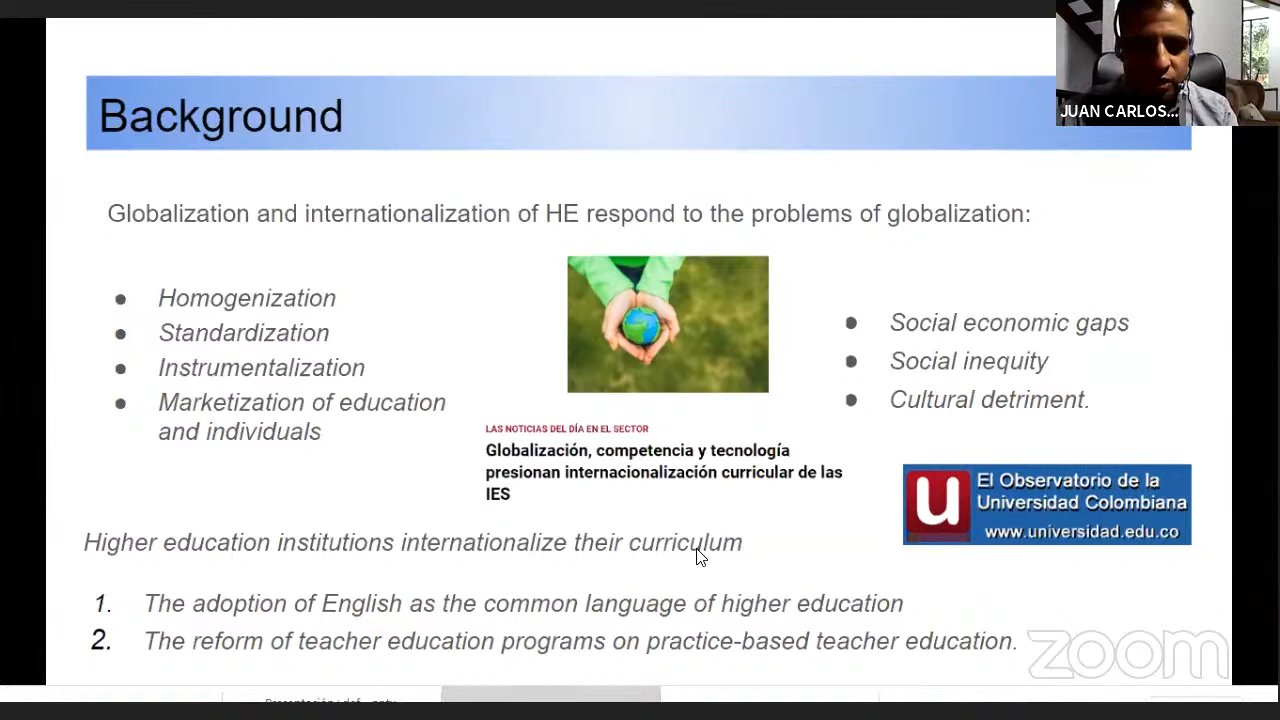 JUAN CARLOS...
Background
Globalization and internationalization of HE respond to the problems of globalization:
Homogenization
Standardization
Instrumentalization
Marketization of education
and individuals
Social economic gaps
Social inequity
Cultural detriment.
LAS NOTICIAS DEL DÍA EN EL SECTOR
Globalización, competencia y tecnología
presionan internacionalización curricular de las
IES
u
El Observatorio de la
Universidad Colombiana
www.universidad.edu.co
Higher education institutions internationalize their curriculum
1. The adoption of English as the common language of higher education
2. The reform of teacher education programs on practice-based teacher education.
zoom